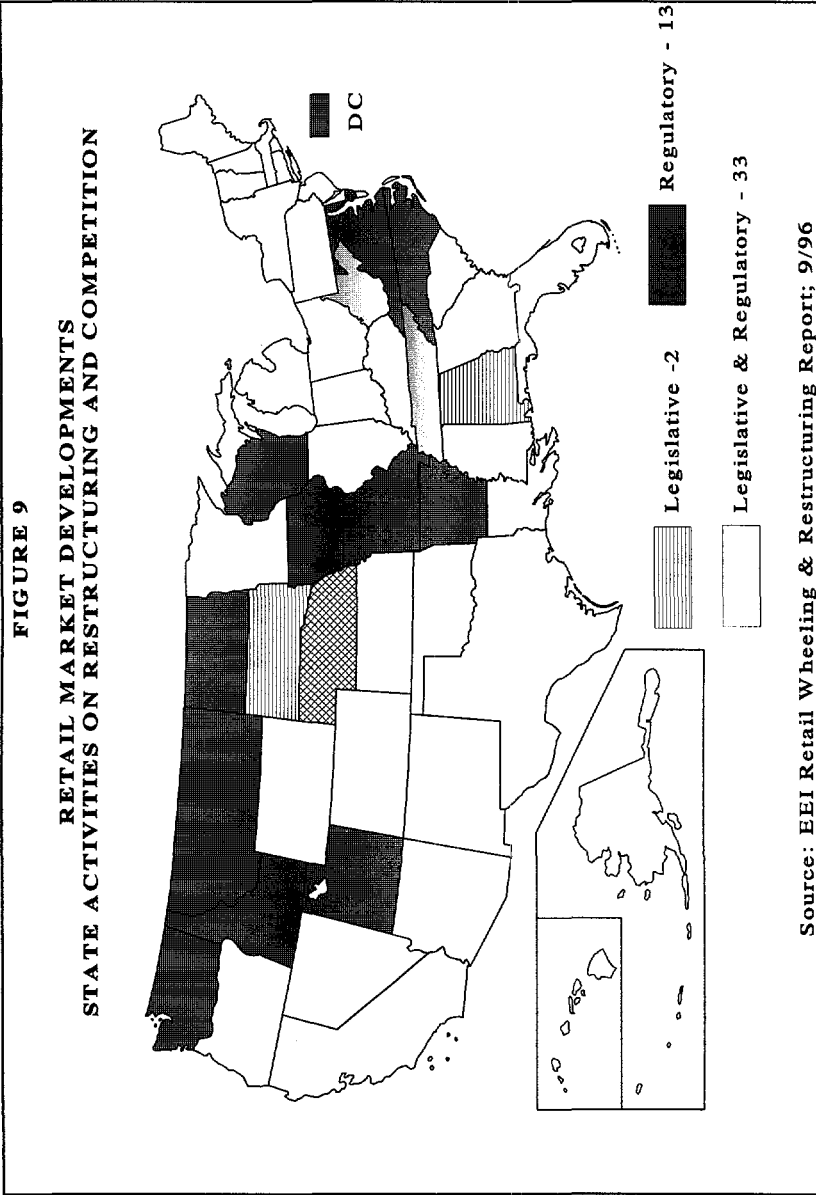 FIGURE 9
RETAIL MARKET DEVELOPMENTS
STATE ACTIVITIES ON RESTRUCTURING AND COMPETITION
DC
Legislative -2
Regulatory - 13
Legislative & Regulatory - 33
Source: EEI Retail Wheeling & Restructuring Report; 9/96